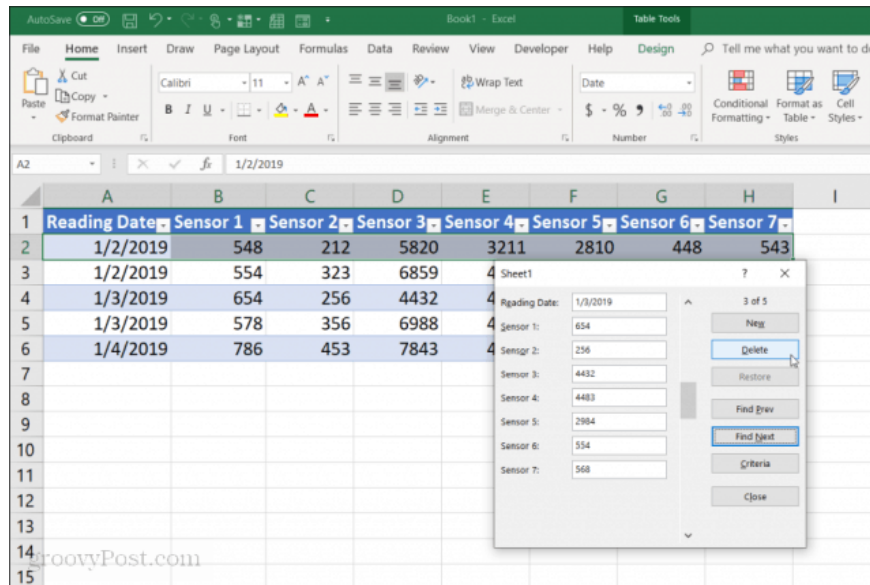 AutoSave Off Book1 - Excel Table Tools
File Home Insert Draw Page Layout Formulas Data Review View Developer Help Design Tell me what you want to d
Paste
Cut
Copy
Format Painter
Clipboard
Calibri 11
B I U A
Font
Wrap Text
Merge & Center
Alignment
Date
$ % ,
Number
Conditional Formatting
Format as Table
Cell Styles
Styles
A2 fx 1/2/2019
A B C D E F G H I
1 Reading Date Sensor 1 Sensor 2 Sensor 3 Sensor 4 Sensor 5 Sensor 6 Sensor 7
2 1/2/2019 548 212 5820 3211 2810 448 543
3 1/2/2019 554 323 6859 4
4 1/3/2019 654 256 4432 4
5 1/3/2019 578 356 6988 4
6 1/4/2019 786 453 7843 4
7
8
9
10
11
12
13
14
15
Sheet1 ?
Reading Date: 1/3/2019
Sensor 1: 654
Sensor 2: 256
Sensor 3: 4432
Sensor 4: 4483
Sensor 5: 2984
Sensor 6: 554
Sensor 7: 568
3 of 5
New
Delete
Restore
Find Prev
Find Next
Criteria
Close
groovyPost.com